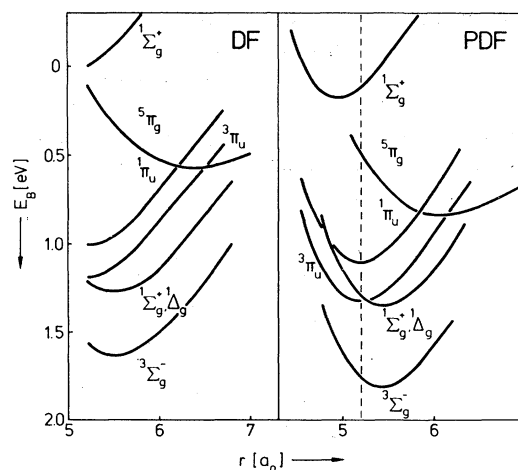 DF
PDF
¹Σg⁺
¹Σg⁺
⁵πg
³πu
¹πu
⁵πg
¹πu
³πu
¹Σg⁺,¹Δg
¹Σg⁺,¹Δg
³Σg⁻
³Σg⁻
0
0.5
1.0
1.5
2.0
E_B [eV]
5
6
7
5
6
r [a₀]